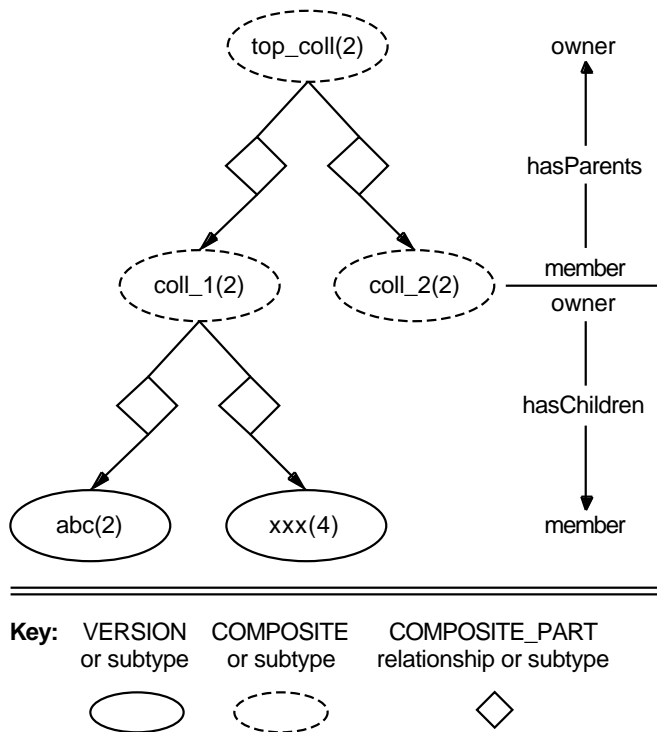 top_coll(2)
owner
hasParents
member
coll_1(2)
coll_2(2)
owner
hasChildren
abc(2)
xxx(4)
member
Key:
VERSION
or subtype
COMPOSITE
or subtype
COMPOSITE_PART
relationship or subtype